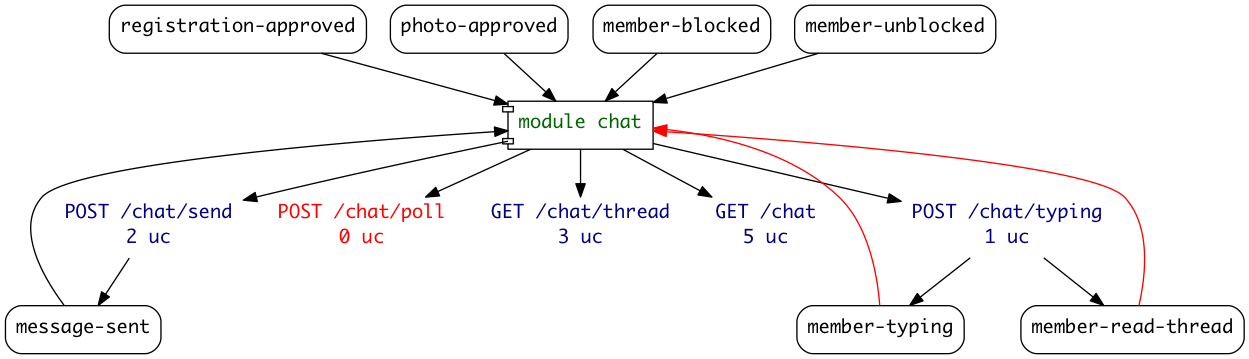 registration-approved
photo-approved
member-blocked
member-unblocked
module chat
POST /chat/send
2 uc
POST /chat/poll
0 uc
GET /chat/thread
3 uc
GET /chat
5 uc
POST /chat/typing
1 uc
message-sent
member-typing
member-read-thread